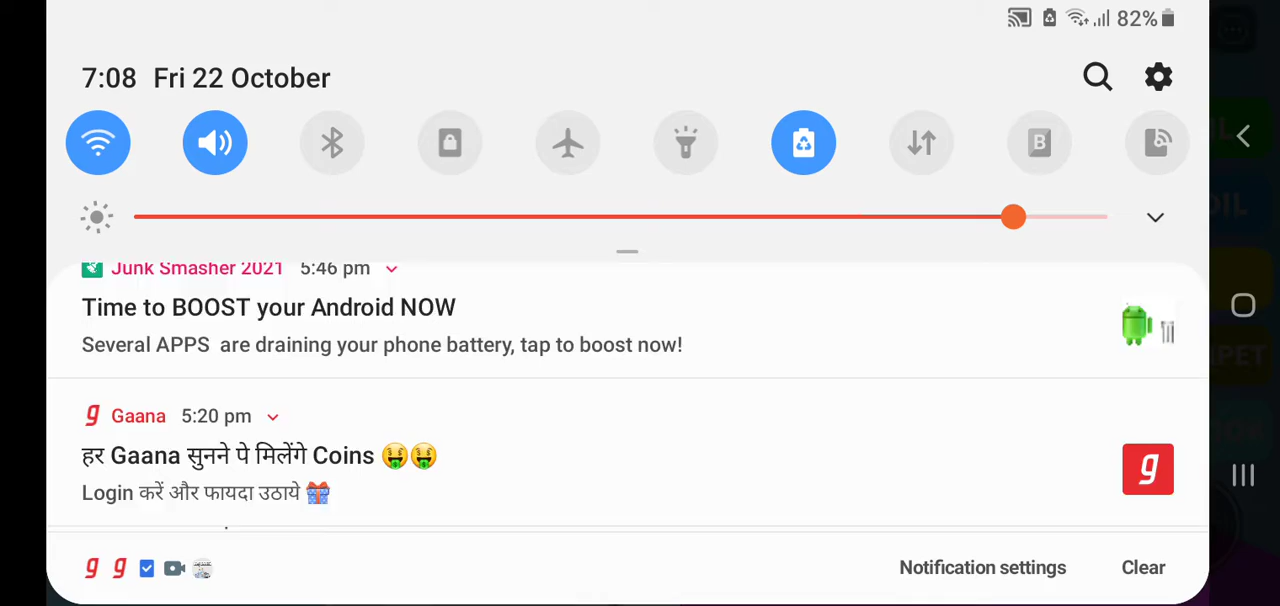 82%
7:08 Fri 22 October
B
Junk Smasher 2021 5:46 pm
Time to BOOST your Android NOW
Several APPS are draining your phone battery, tap to boost now!
g Gaana 5:20 pm
हर Gaana सुनने पे मिलेंगे Coins 🤑🤑
Login करें और फायदा उठाये 🎁
g
g g
Notification settings Clear